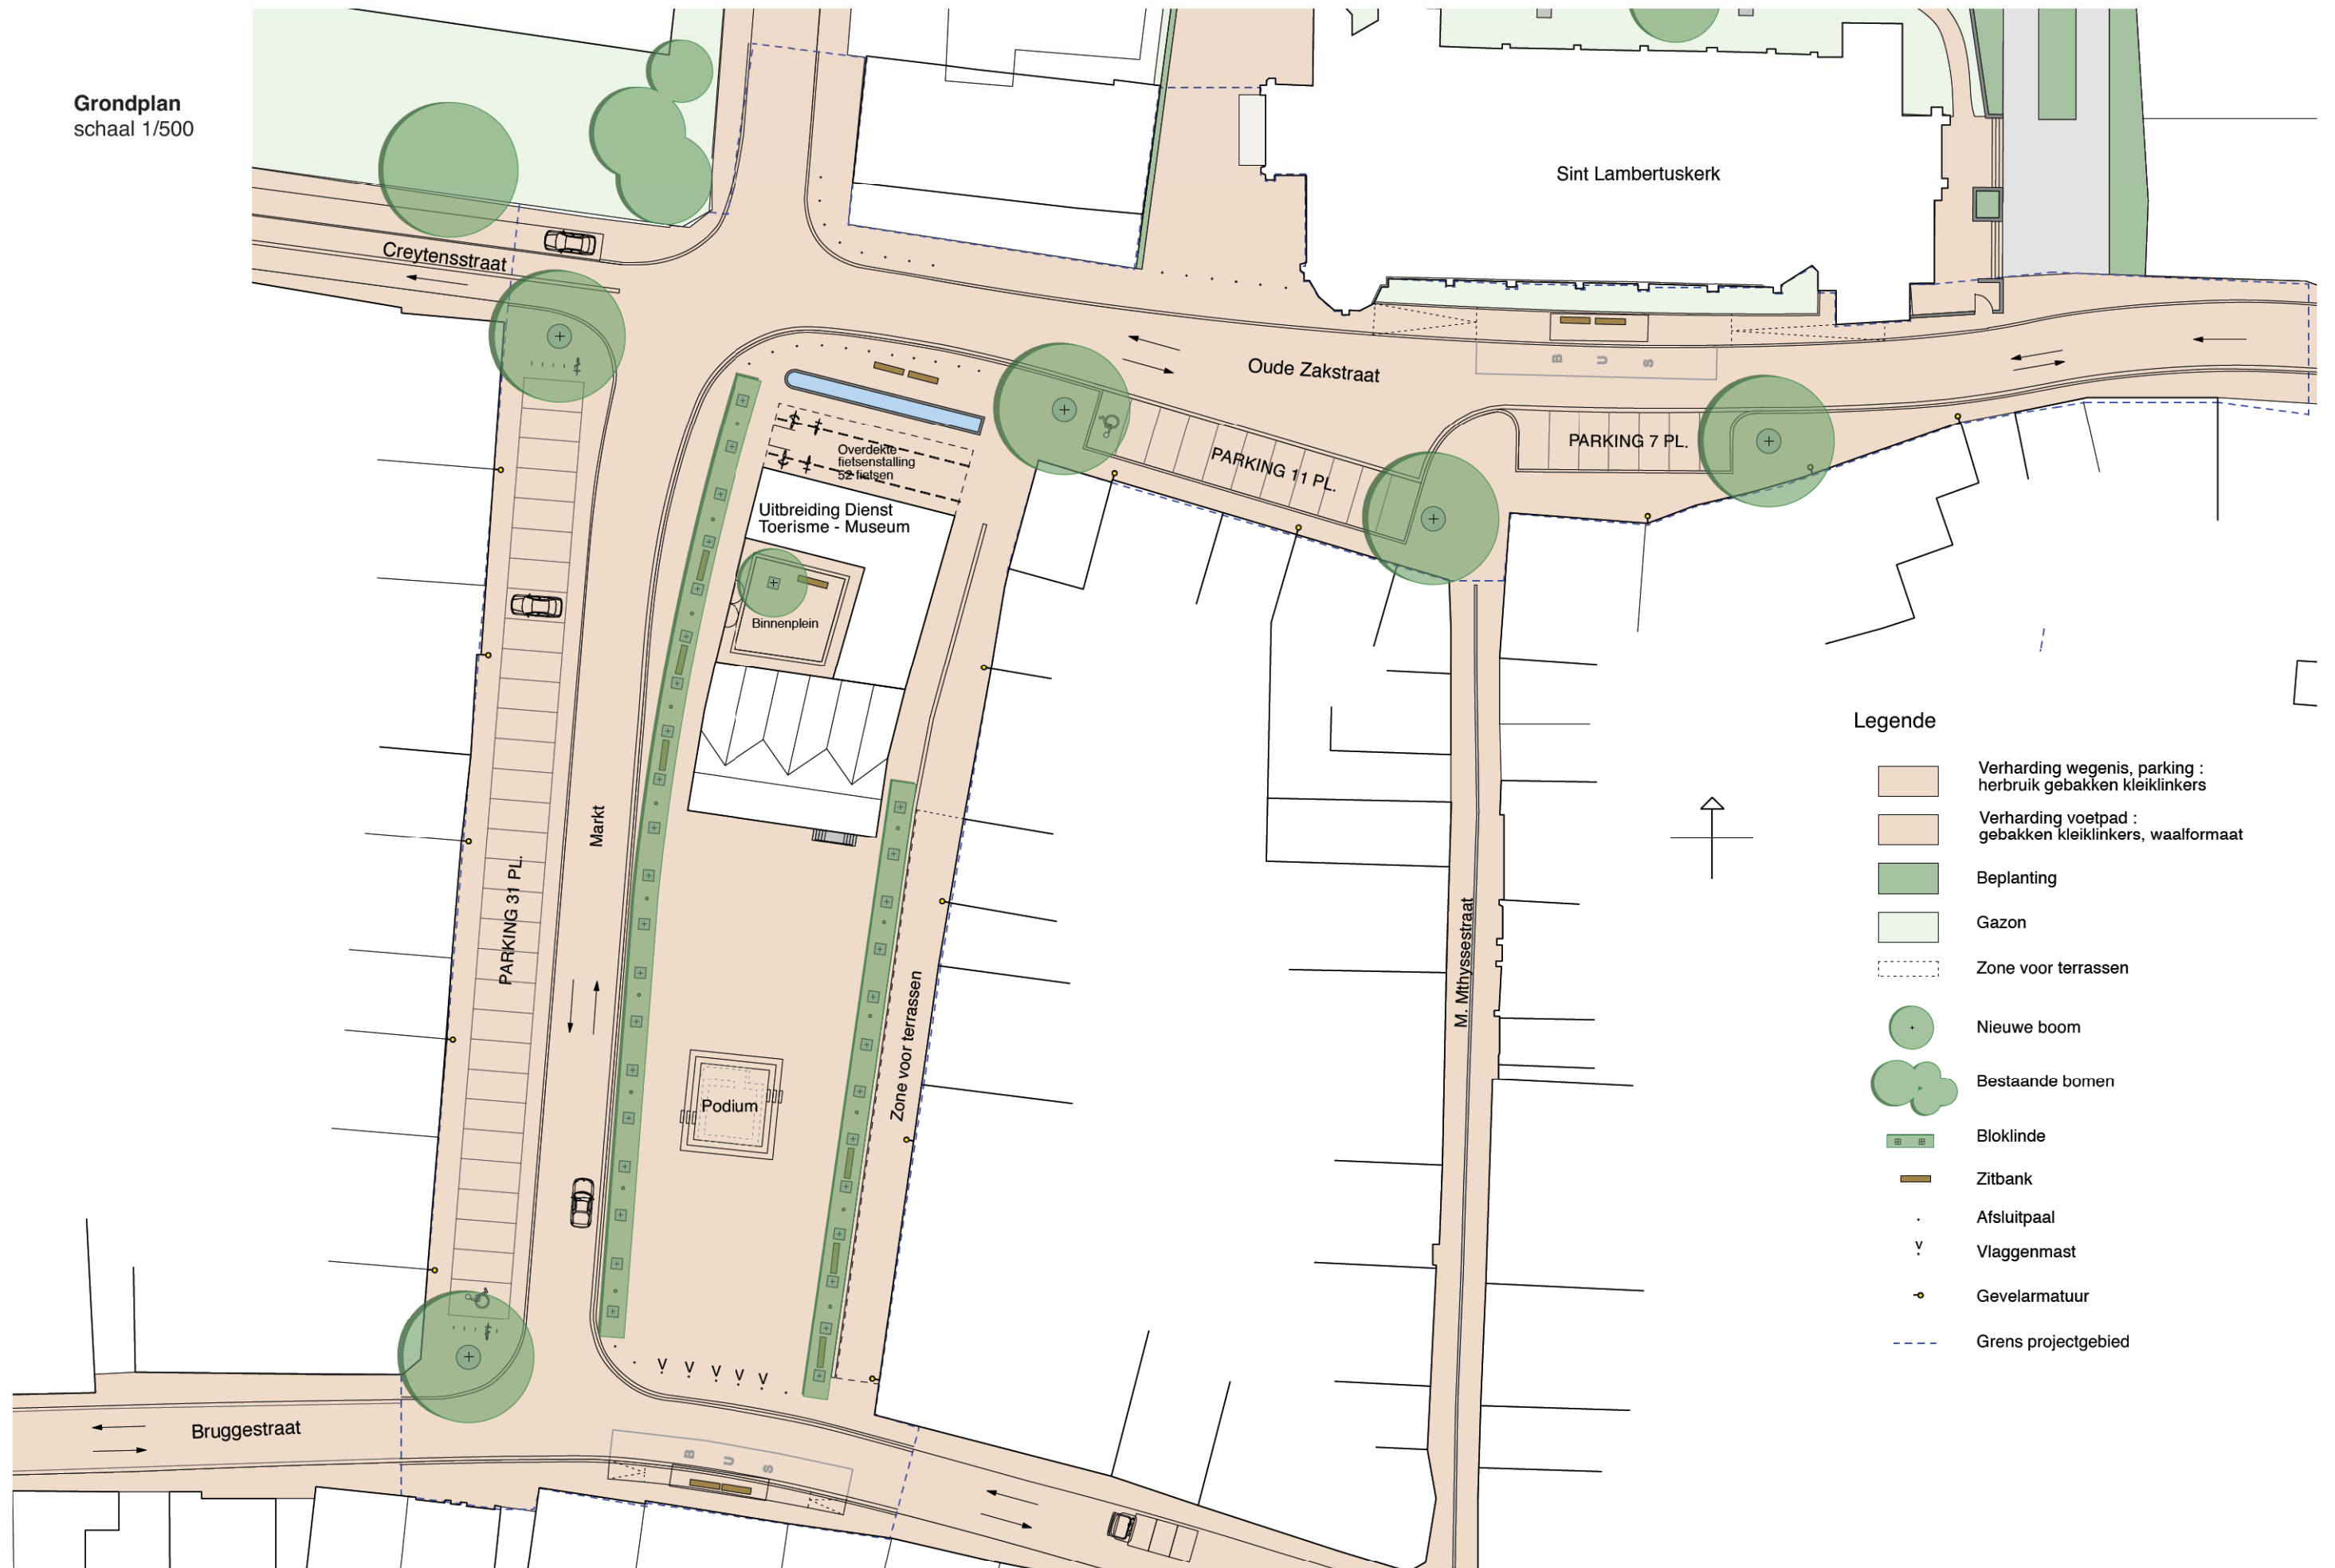 Grondplan
schaal 1/500
Sint Lambertuskerk
Creytensstraat
Oude Zakstraat
B U S
PARKING 7 PL.
PARKING 11 PL.
Overdekte
fietsenstalling
52 fietsen
Uitbreiding Dienst
Toerisme - Museum
Binnenplein
Markt
PARKING 31 PL.
Zone voor terrassen
M. Mthyssestraat
Podium
V V V V V
Bruggestraat
B U S
Legende
Verharding wegenis, parking :
herbruik gebakken kleiklinkers
Verharding voetpad :
gebakken kleiklinkers, waalformaat
Beplanting
Gazon
Zone voor terrassen
Nieuwe boom
Bestaande bomen
Bloklinde
Zitbank
Afsluitpaal
V
Vlaggenmast
Gevelarmatuur
Grens projectgebied